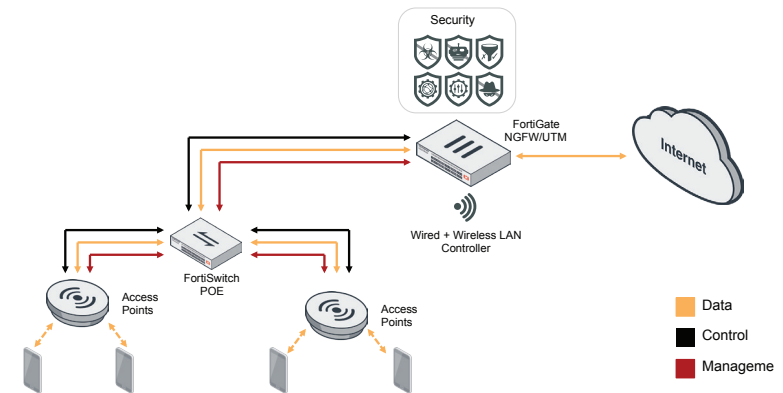 Security
FortiGate
NGFW/UTM
Internet
Wired + Wireless LAN
Controller
FortiSwitch
POE
Access
Points
Access
Points
Data
Control
Manageme